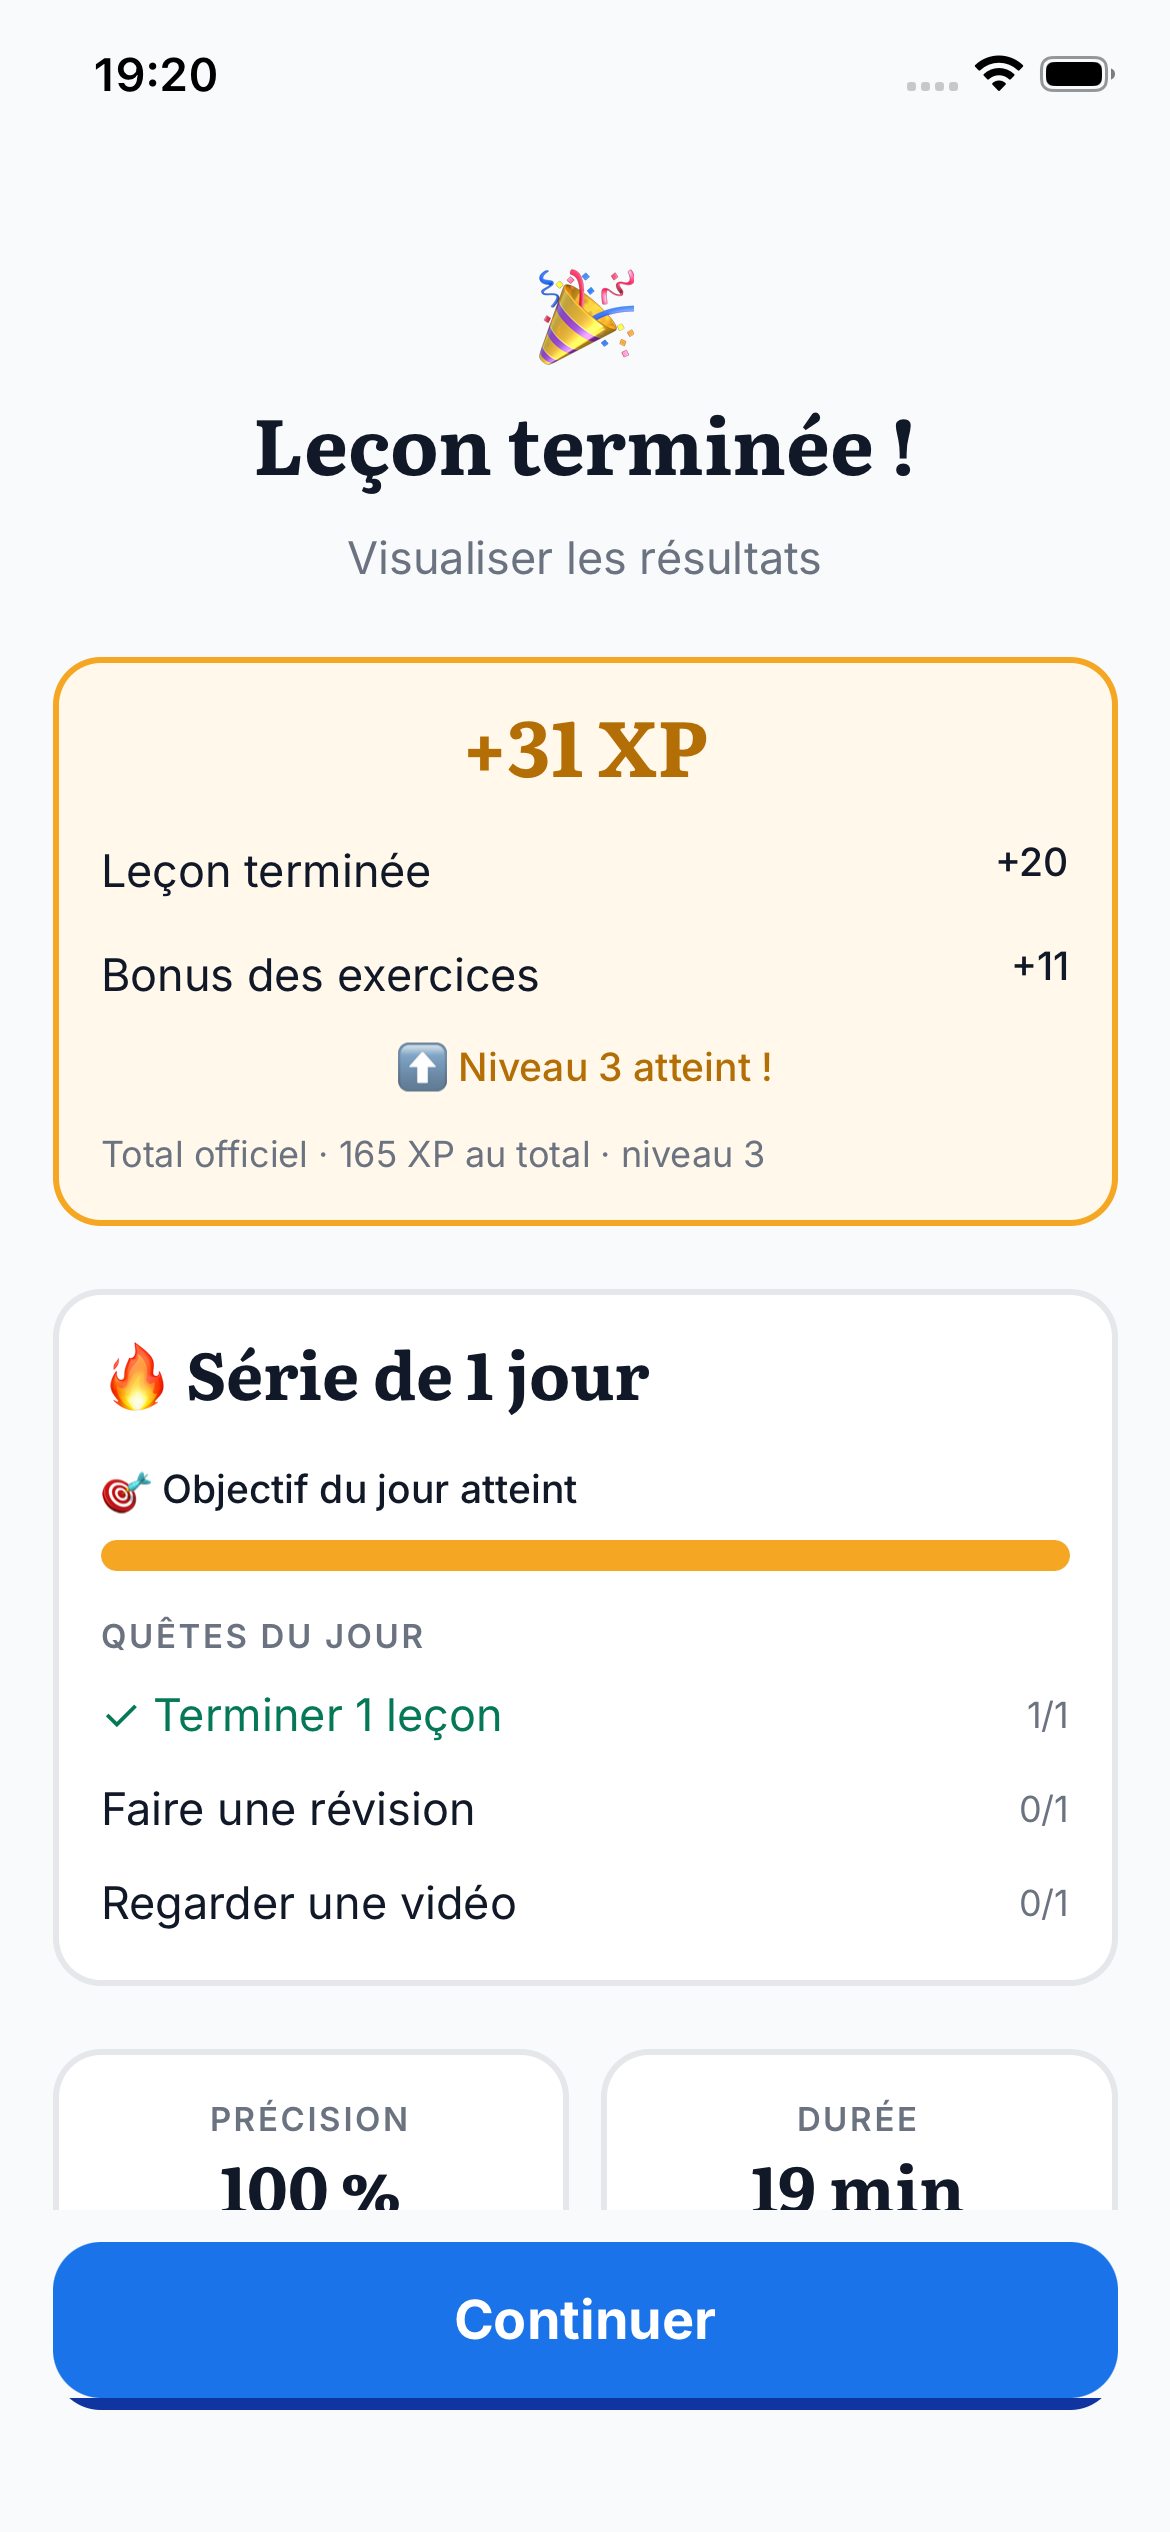 19:20
Leçon terminée !
Visualiser les résultats
+31 XP
Leçon terminée +20
Bonus des exercices +11
Niveau 3 atteint !
Total officiel · 165 XP au total · niveau 3
Série de 1 jour
Objectif du jour atteint
QUÊTES DU JOUR
✓ Terminer 1 leçon 1/1
Faire une révision 0/1
Regarder une vidéo 0/1
PRÉCISION DURÉE
100 % 19 min
Continuer